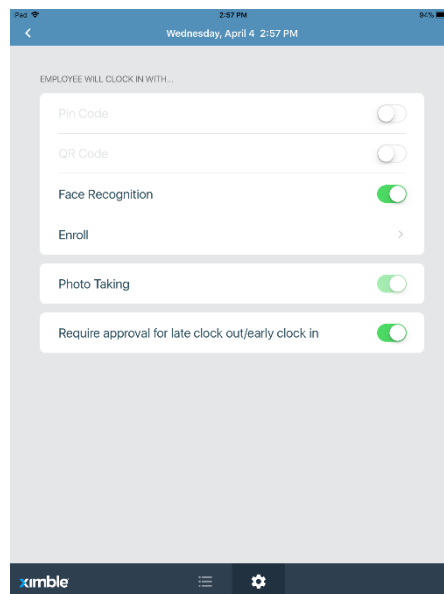 iPad 2:57 PM 94%
Wednesday, April 4 2:57 PM
EMPLOYEE WILL CLOCK IN WITH...
Pin Code
QR Code
Face Recognition
Enroll
Photo Taking
Require approval for late clock out/early clock in
ximble